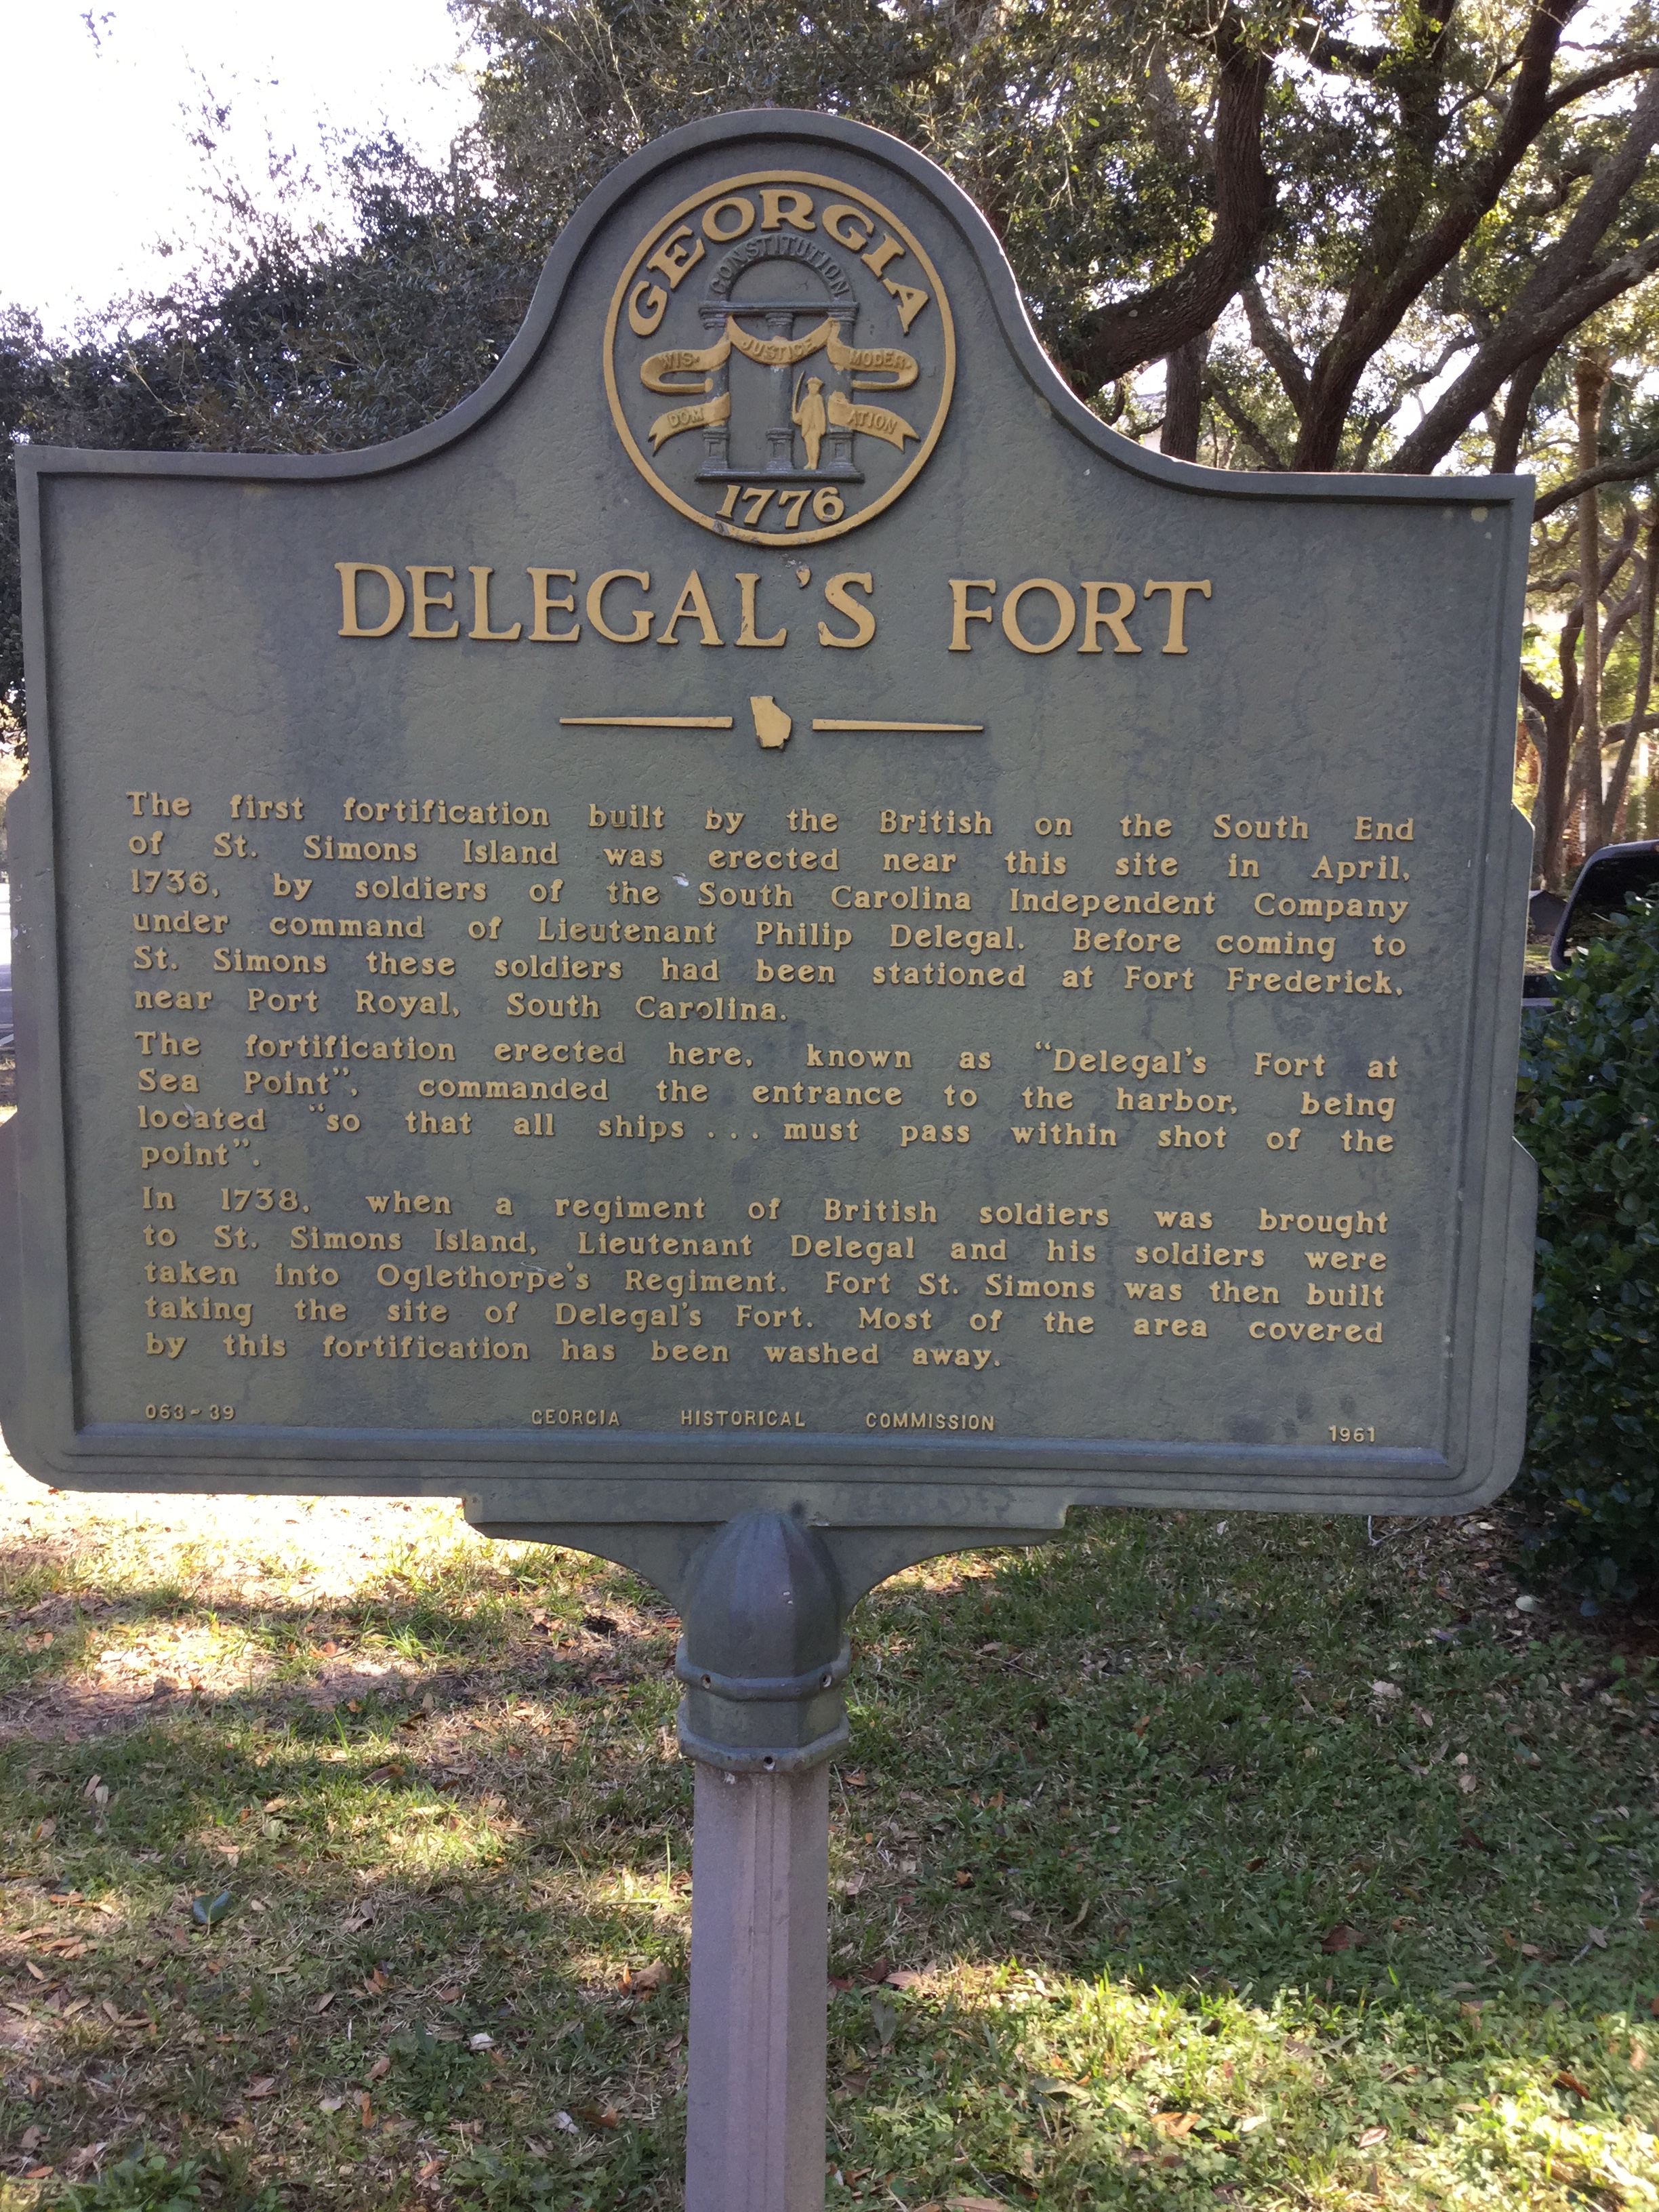 GEORGIA
CONSTITUTION
WIS- JUSTICE MODER-
DOM ATION
1776
DELEGAL'S FORT
The first fortification built by the British on the South End
of St. Simons Island was erected near this site in April,
1736, by soldiers of the South Carolina Independent Company
under command of Lieutenant Philip Delegal. Before coming to
St. Simons these soldiers had been stationed at Fort Frederick,
near Port Royal, South Carolina.
The fortification erected here, known as “Delegal's Fort at
Sea Point”, commanded the entrance to the harbor, being
located “so that all ships ... must pass within shot of the
point”.
In 1738, when a regiment of British soldiers was brought
to St. Simons Island, Lieutenant Delegal and his soldiers were
taken into Oglethorpe's Regiment. Fort St. Simons was then built
taking the site of Delegal's Fort. Most of the area covered
by this fortification has been washed away.
063-39 GEORGIA HISTORICAL COMMISSION 1961